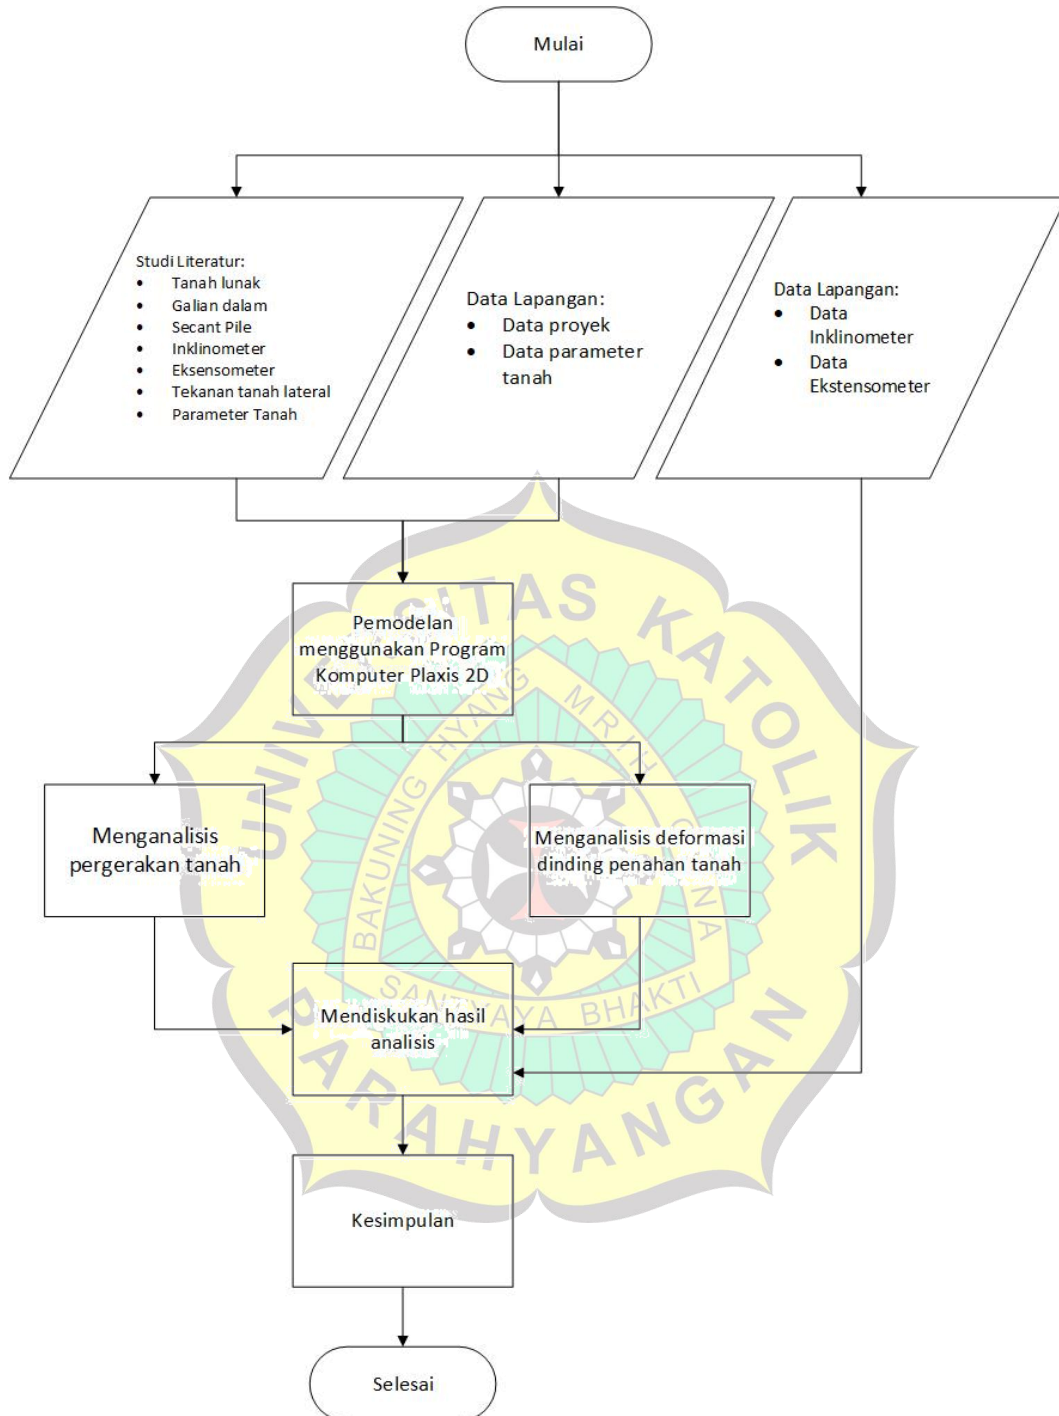 Mulai
Studi Literatur:
• Tanah lunak
• Galian dalam
• Secant Pile
• Inklinometer
• Eksensometer
• Tekanan tanah lateral
• Parameter Tanah
Data Lapangan:
• Data proyek
• Data parameter
tanah
Data Lapangan:
• Data
Inklinometer
• Data
Ekstensometer
Pemodelan
menggunakan Program
Komputer Plaxis 2D
Menganalisis
pergerakan tanah
Menganalisis deformasi
dinding penahan tanah
Mendiskukan hasil
analisis
Kesimpulan
Selesai
KATOLIK
PARAHYANGAN
BAKUNING HYANG MRIH
BHAKTI